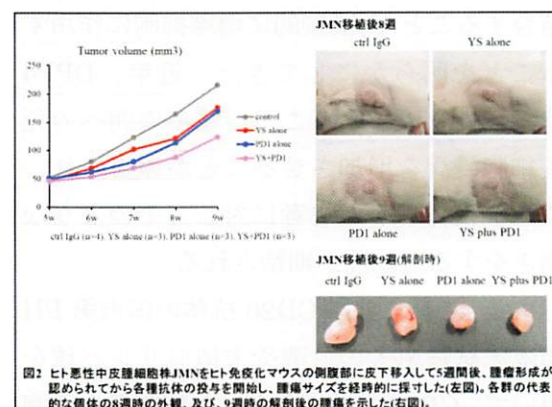 Tumor volume (mm3)
250
200
150
100
50
0
5w 6w 7w 8w 9w
control
YS alone
PD1 alone
YS+PD1
ctrl IgG (n=4), YS alone (n=3), PD1 alone (n=3), YS+PD1 (n=3)
JMN移植後8週
ctrl IgG YS alone
PD1 alone YS plus PD1
JMN移植後9週(解剖時)
ctrl IgG YS alone PD1 alone YS plus PD1
図2 ヒト悪性中皮腫細胞株JMNをヒト免疫化マウスの側腹部に皮下移入して5週間後、腫瘍形成が
認められてから各種抗体の投与を開始し、腫瘍サイズを経時的に採寸した(左図)。各群の代表
的な個体の8週時の外観、及び、9週時の解剖後の腫瘍を示した(右図)。